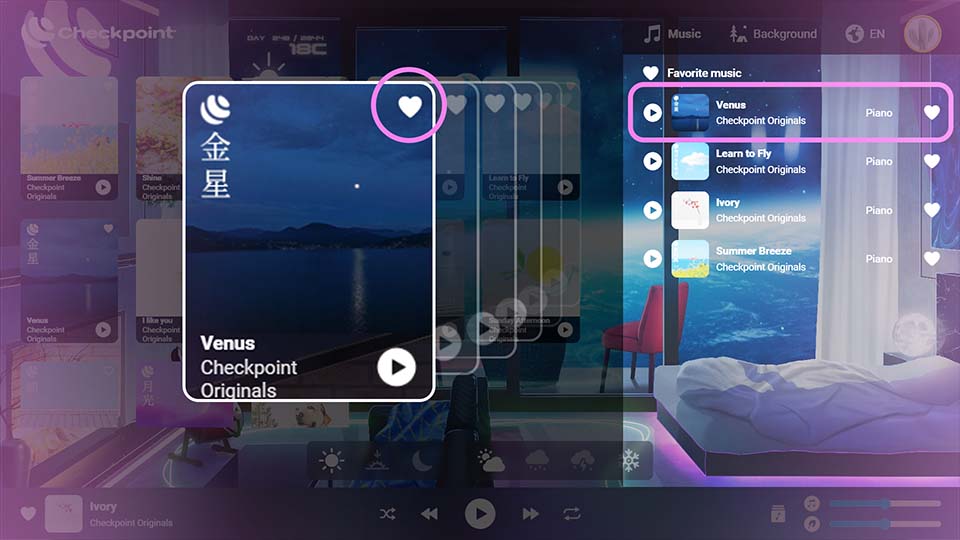 Checkpoint
DAY 248 / 2244
18C
Music
Background
EN
Favorite music
Venus
Checkpoint Originals
Piano
Learn to Fly
Checkpoint Originals
Piano
Ivory
Checkpoint Originals
Piano
Summer Breeze
Checkpoint Originals
Piano
金星
Venus
Checkpoint
Originals
Summer Breeze
Checkpoint
Originals
Shine
Checkpoint
Originals
Learn to Fly
金星
Venus
Checkpoint
Originals
I like you
Checkpoint
Originals
Sunday Afternoon
Checkpoint
Originals
月光
Ivory
Checkpoint Originals